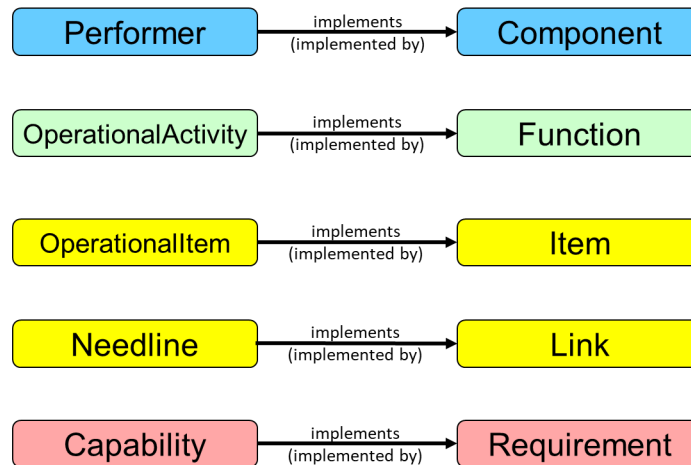 Performer
implements
(implemented by)
Component
OperationalActivity
implements
(implemented by)
Function
OperationalItem
implements
(implemented by)
Item
Needline
implements
(implemented by)
Link
Capability
implements
(implemented by)
Requirement